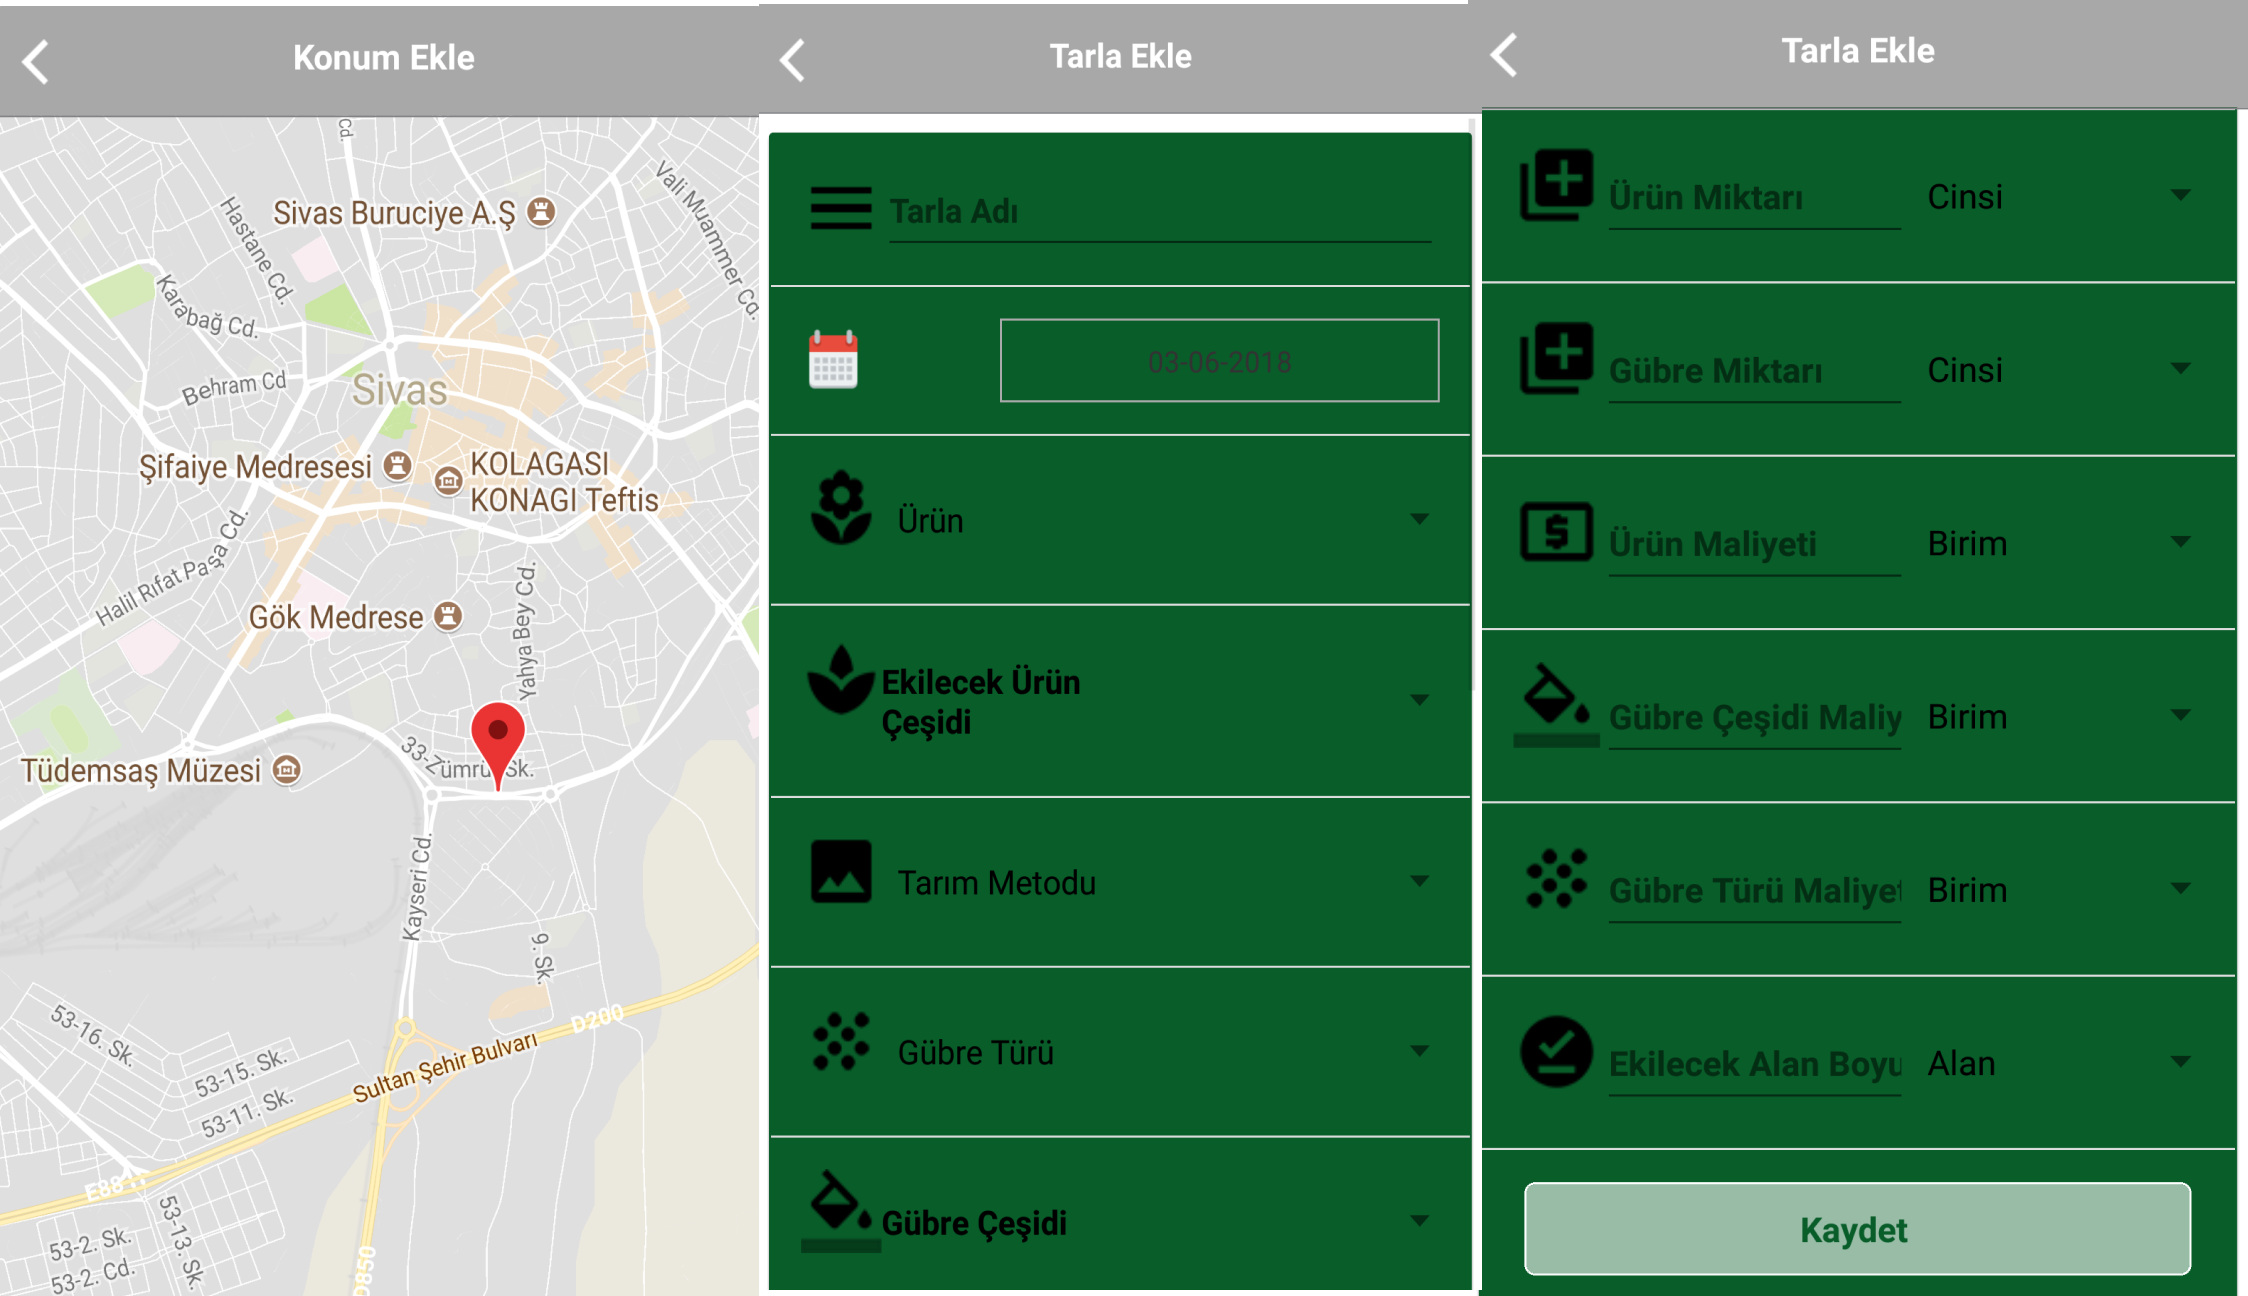 Konum Ekle
Cd.
Vali Muammer Cd.
Hastane Cd.
Sivas Buruciye A.Ş
Karabağ Cd.
Behram Cd
Sivas
Şifaiye Medresesi
KOLAGASI
KONAGI Teftis
Halil Rıfat Paşa Cd.
Yahya Bey Cd.
Gök Medrese
33-Zümrü
Sk.
Tüdemsaş Müzesi
Kayseri Cd.
9. Sk.
53-16. Sk.
D200
Sultan Şehir Bulvarı
53-15. Sk.
53-11. Sk.
E88
53-13. Sk.
53-2. Sk.
53-2. Cd.
D850
Tarla Ekle
Tarla Adı
03-06-2018
Ürün
Ekilecek Ürün
Çeşidi
Tarım Metodu
Gübre Türü
Gübre Çeşidi
Tarla Ekle
Ürün Miktarı Cinsi
Gübre Miktarı Cinsi
Ürün Maliyeti Birim
Gübre Çeşidi Maliy Birim
Gübre Türü Maliyet Birim
Ekilecek Alan Boyu Alan
Kaydet